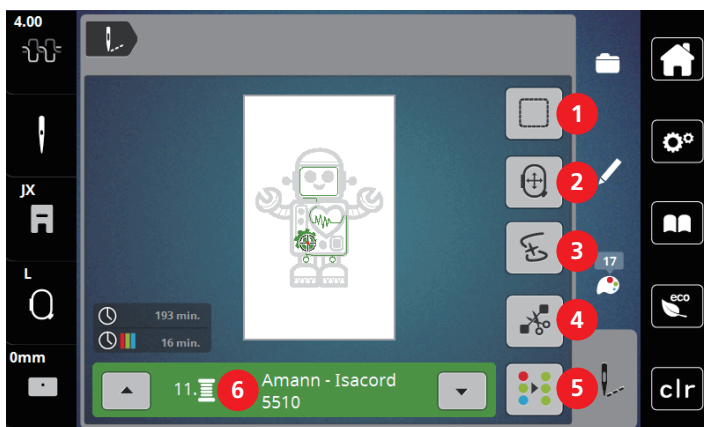 4.00
1
2
JX
3
17
L
193 min.
4
eco
16 min.
0mm
11.
6
Amann - Isacord
5510
5
clr